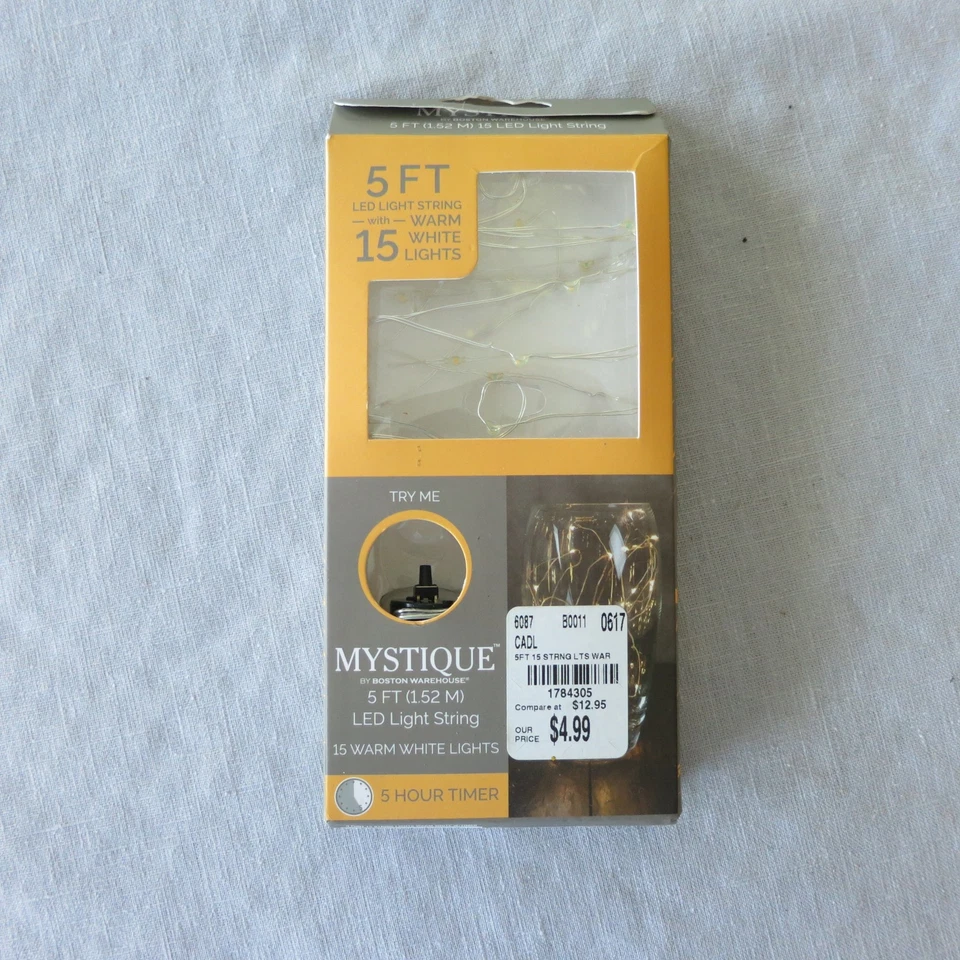 MYSTIQUE
BY BOSTON WAREHOUSE
5 FT (1.52 M) 15 LED Light String
5 FT
LED LIGHT STRING
— with — WARM
15 WHITE
LIGHTS
TRY ME
MYSTIQUE™
BY BOSTON WAREHOUSE®
5 FT (1.52 M)
LED Light String
15 WARM WHITE LIGHTS
5 HOUR TIMER
6087 B0011 0617
CADL
5FT 15 STRNG LTS WAR
1784305
Compare at $12.95
OUR
PRICE $4.99